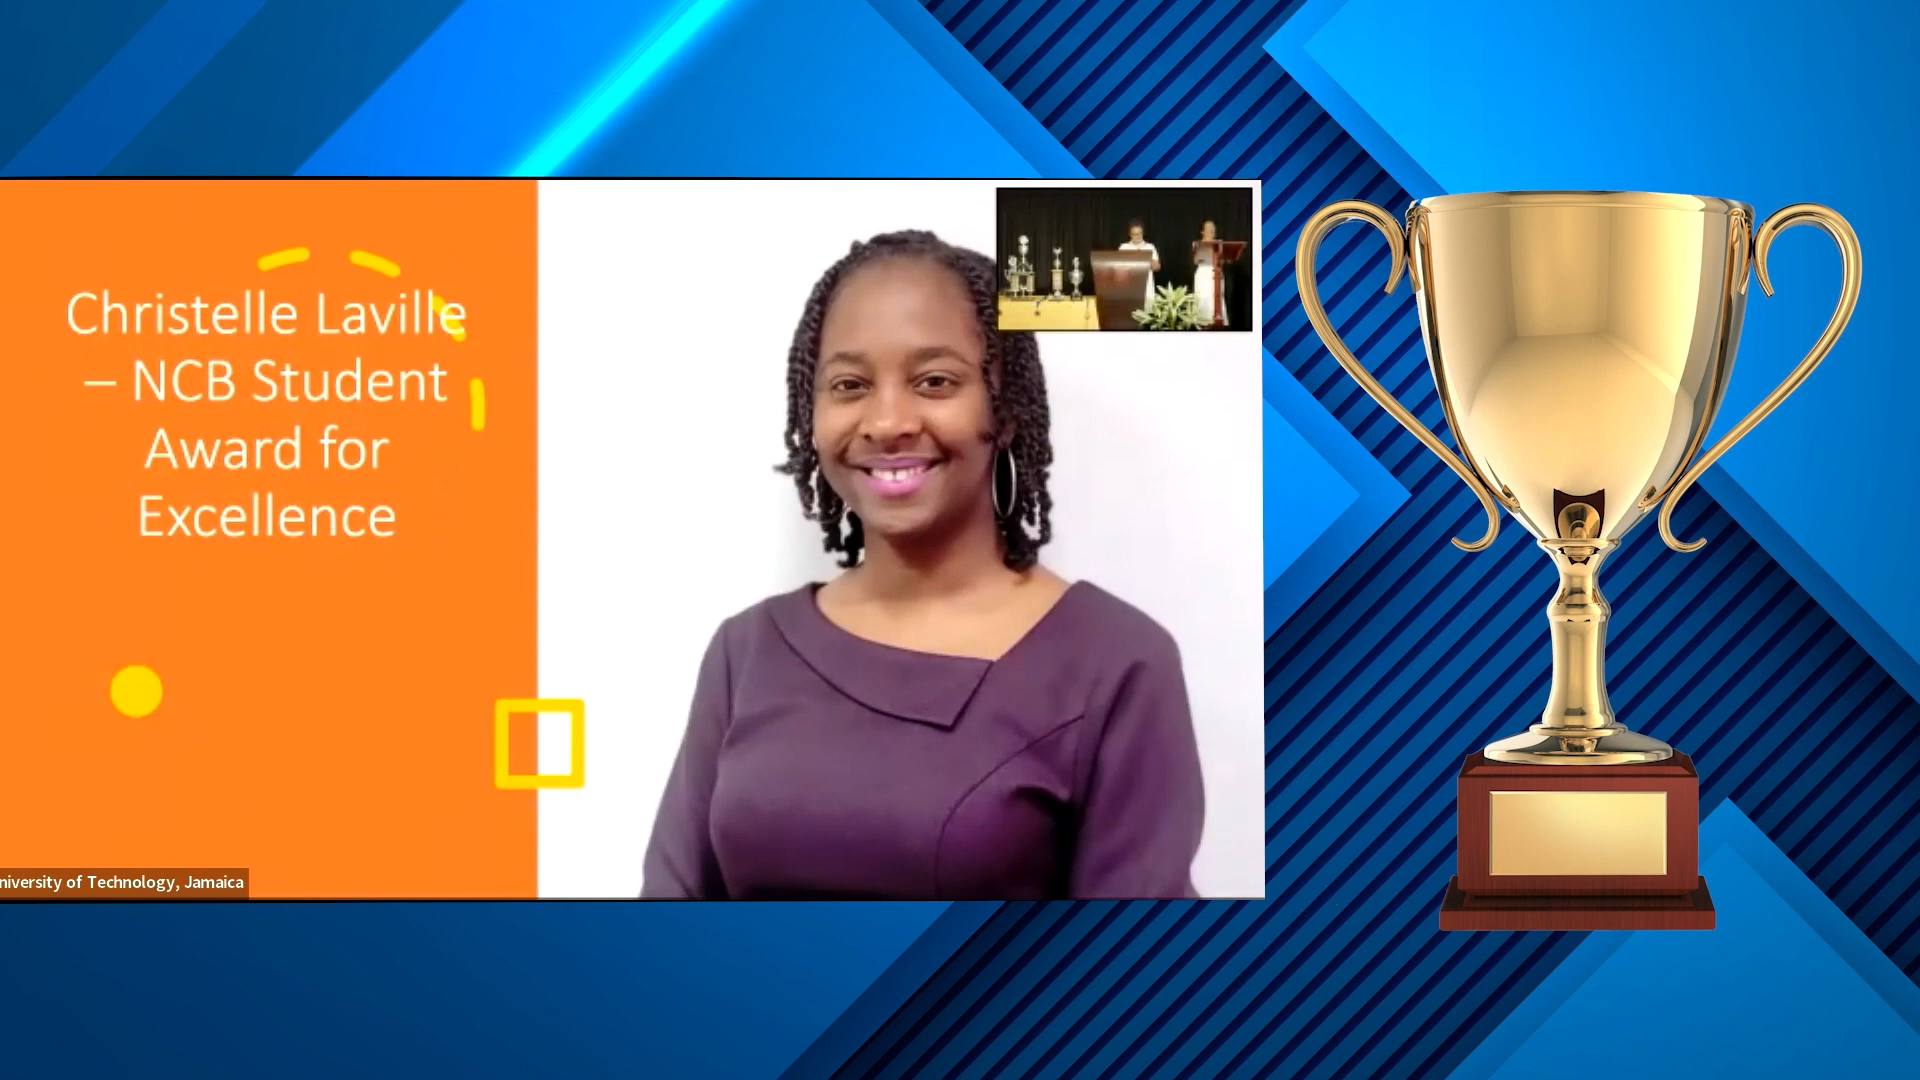 Christelle Laville
– NCB Student
Award for
Excellence
niversity of Technology, Jamaica